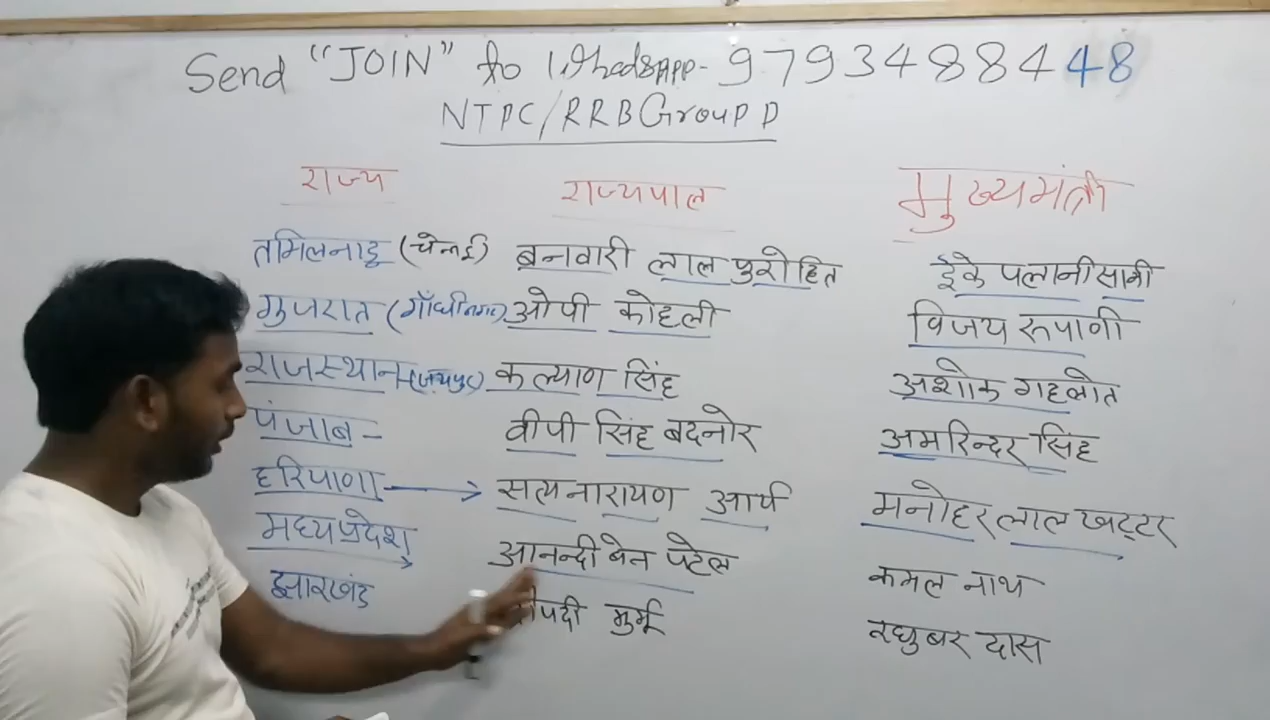 Send "JOIN" to Whatsapp- 9793488448
NTPC/RRB Group D
राज्य राज्यपाल मुख्यमंत्री
तमिलनाडू (चेन्नई) बनवारी लाल पुरोहित ईके पलानीसामी
गुजरात (गाँधीनगर) ओपी कोहली विजय रूपाणी
राजस्थान-(जयपुर) कल्याण सिंह अशोक गहलोत
पंजाब - वीपी सिंह बदनोर अमरिन्दर सिंह
हरियाणा → सत्यनारायण आर्य मनोहर लाल खट्टर
मध्यप्रदेश आनन्दी बेन पटेल कमल नाथ
झारखंड मुर्मू रघुबर दास